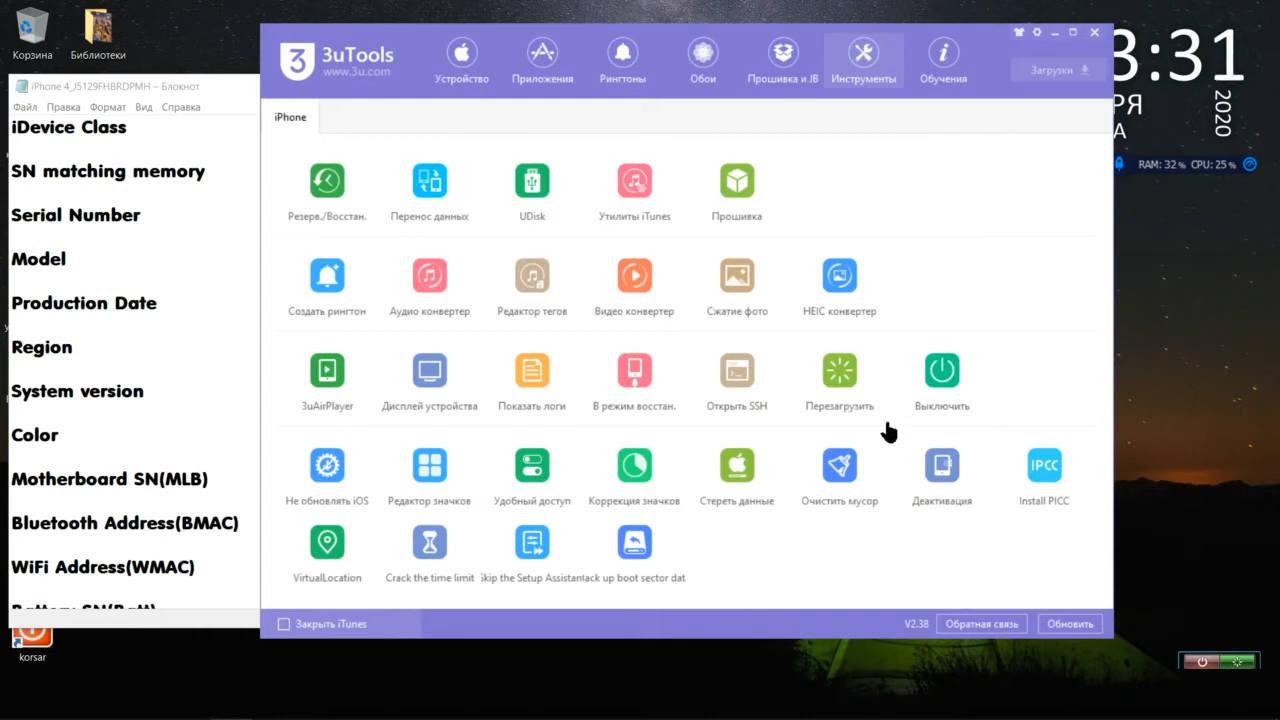 Корзина
Библиотеки
iPhone 4_J5129FHBRDPMH – Блокнот
Файл Правка Формат Вид Справка
iDevice Class
SN matching memory
Serial Number
Model
Production Date
Region
System version
Color
Motherboard SN(MLB)
Bluetooth Address(BMAC)
WiFi Address(WMAC)
Battery SN(Batt)
korsar
3 3uTools
www.3u.com
Устройство Приложения Рингтоны Обои Прошивка и JB Инструменты Обучения
Загрузки
iPhone
Резерв./Восстан. Перенос данных UDisk Утилиты iTunes Прошивка
Создать рингтон Аудио конвертер Редактор тегов Видео конвертер Сжатие фото HEIC конвертер
3uAirPlayer Дисплей устройства Показать логи В режим восстан. Открыть SSH Перезагрузить Выключить
IPCC
Не обновлять iOS Редактор значков Удобный доступ Коррекция значков Стереть данные Очистить мусор Деактивация Install PICC
VirtualLocation Crack the time limit Skip the Setup Assistan ack up boot sector dat
Закрыть iTunes
V2.38 Обратная связь Обновить
3:31
РЯ
А
2020
RAM: 32 % CPU: 25 %